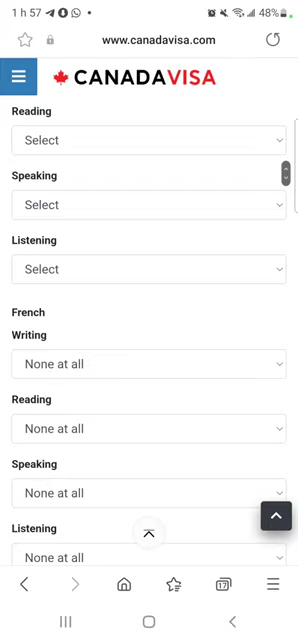 1 h 57
48%
www.canadavisa.com
CANADAVISA
Reading
Select
Speaking
Select
Listening
Select
French
Writing
None at all
Reading
None at all
Speaking
None at all
Listening
None at all
17